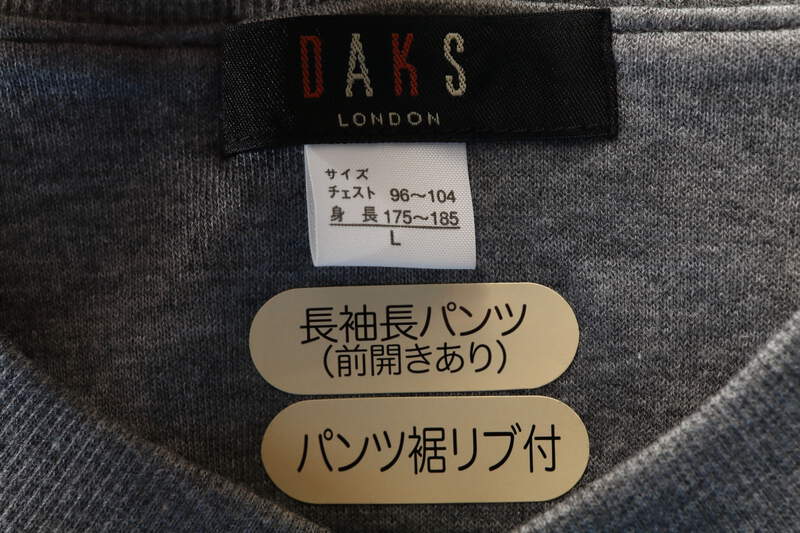 DAKS
LONDON
サイズ
チェスト 96～104
身長 175～185
L
長袖長パンツ
（前開きあり）
パンツ裾リブ付